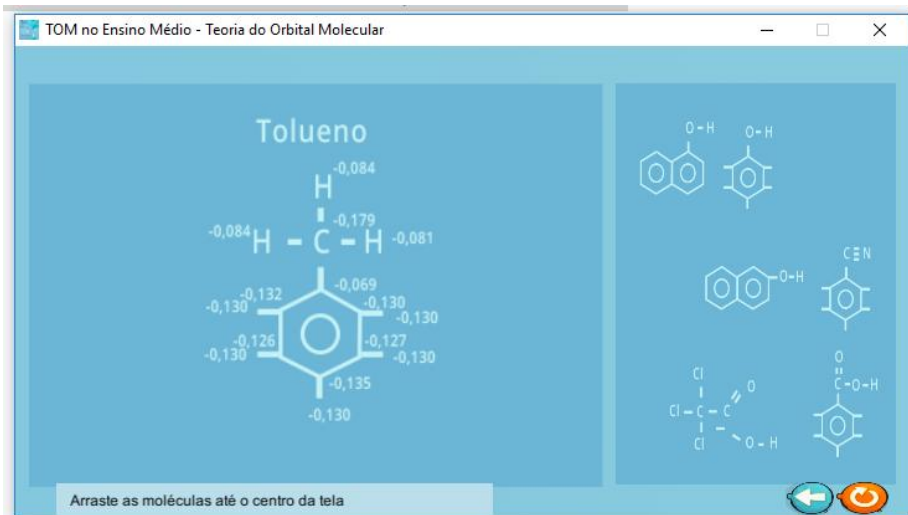 TOM no Ensino Médio - Teoria do Orbital Molecular
Tolueno
-0,084
H
-0,179
-0,084 H - C - H -0,081
-0,069
-0,132 -0,130
-0,130 -0,130
-0,126 -0,127
-0,130 -0,130
-0,135
-0,130
O-H
O-H
C≡N
O-H
O
C-O-H
Cl
O
Cl-C-C
Cl O-H
Arraste as moléculas até o centro da tela